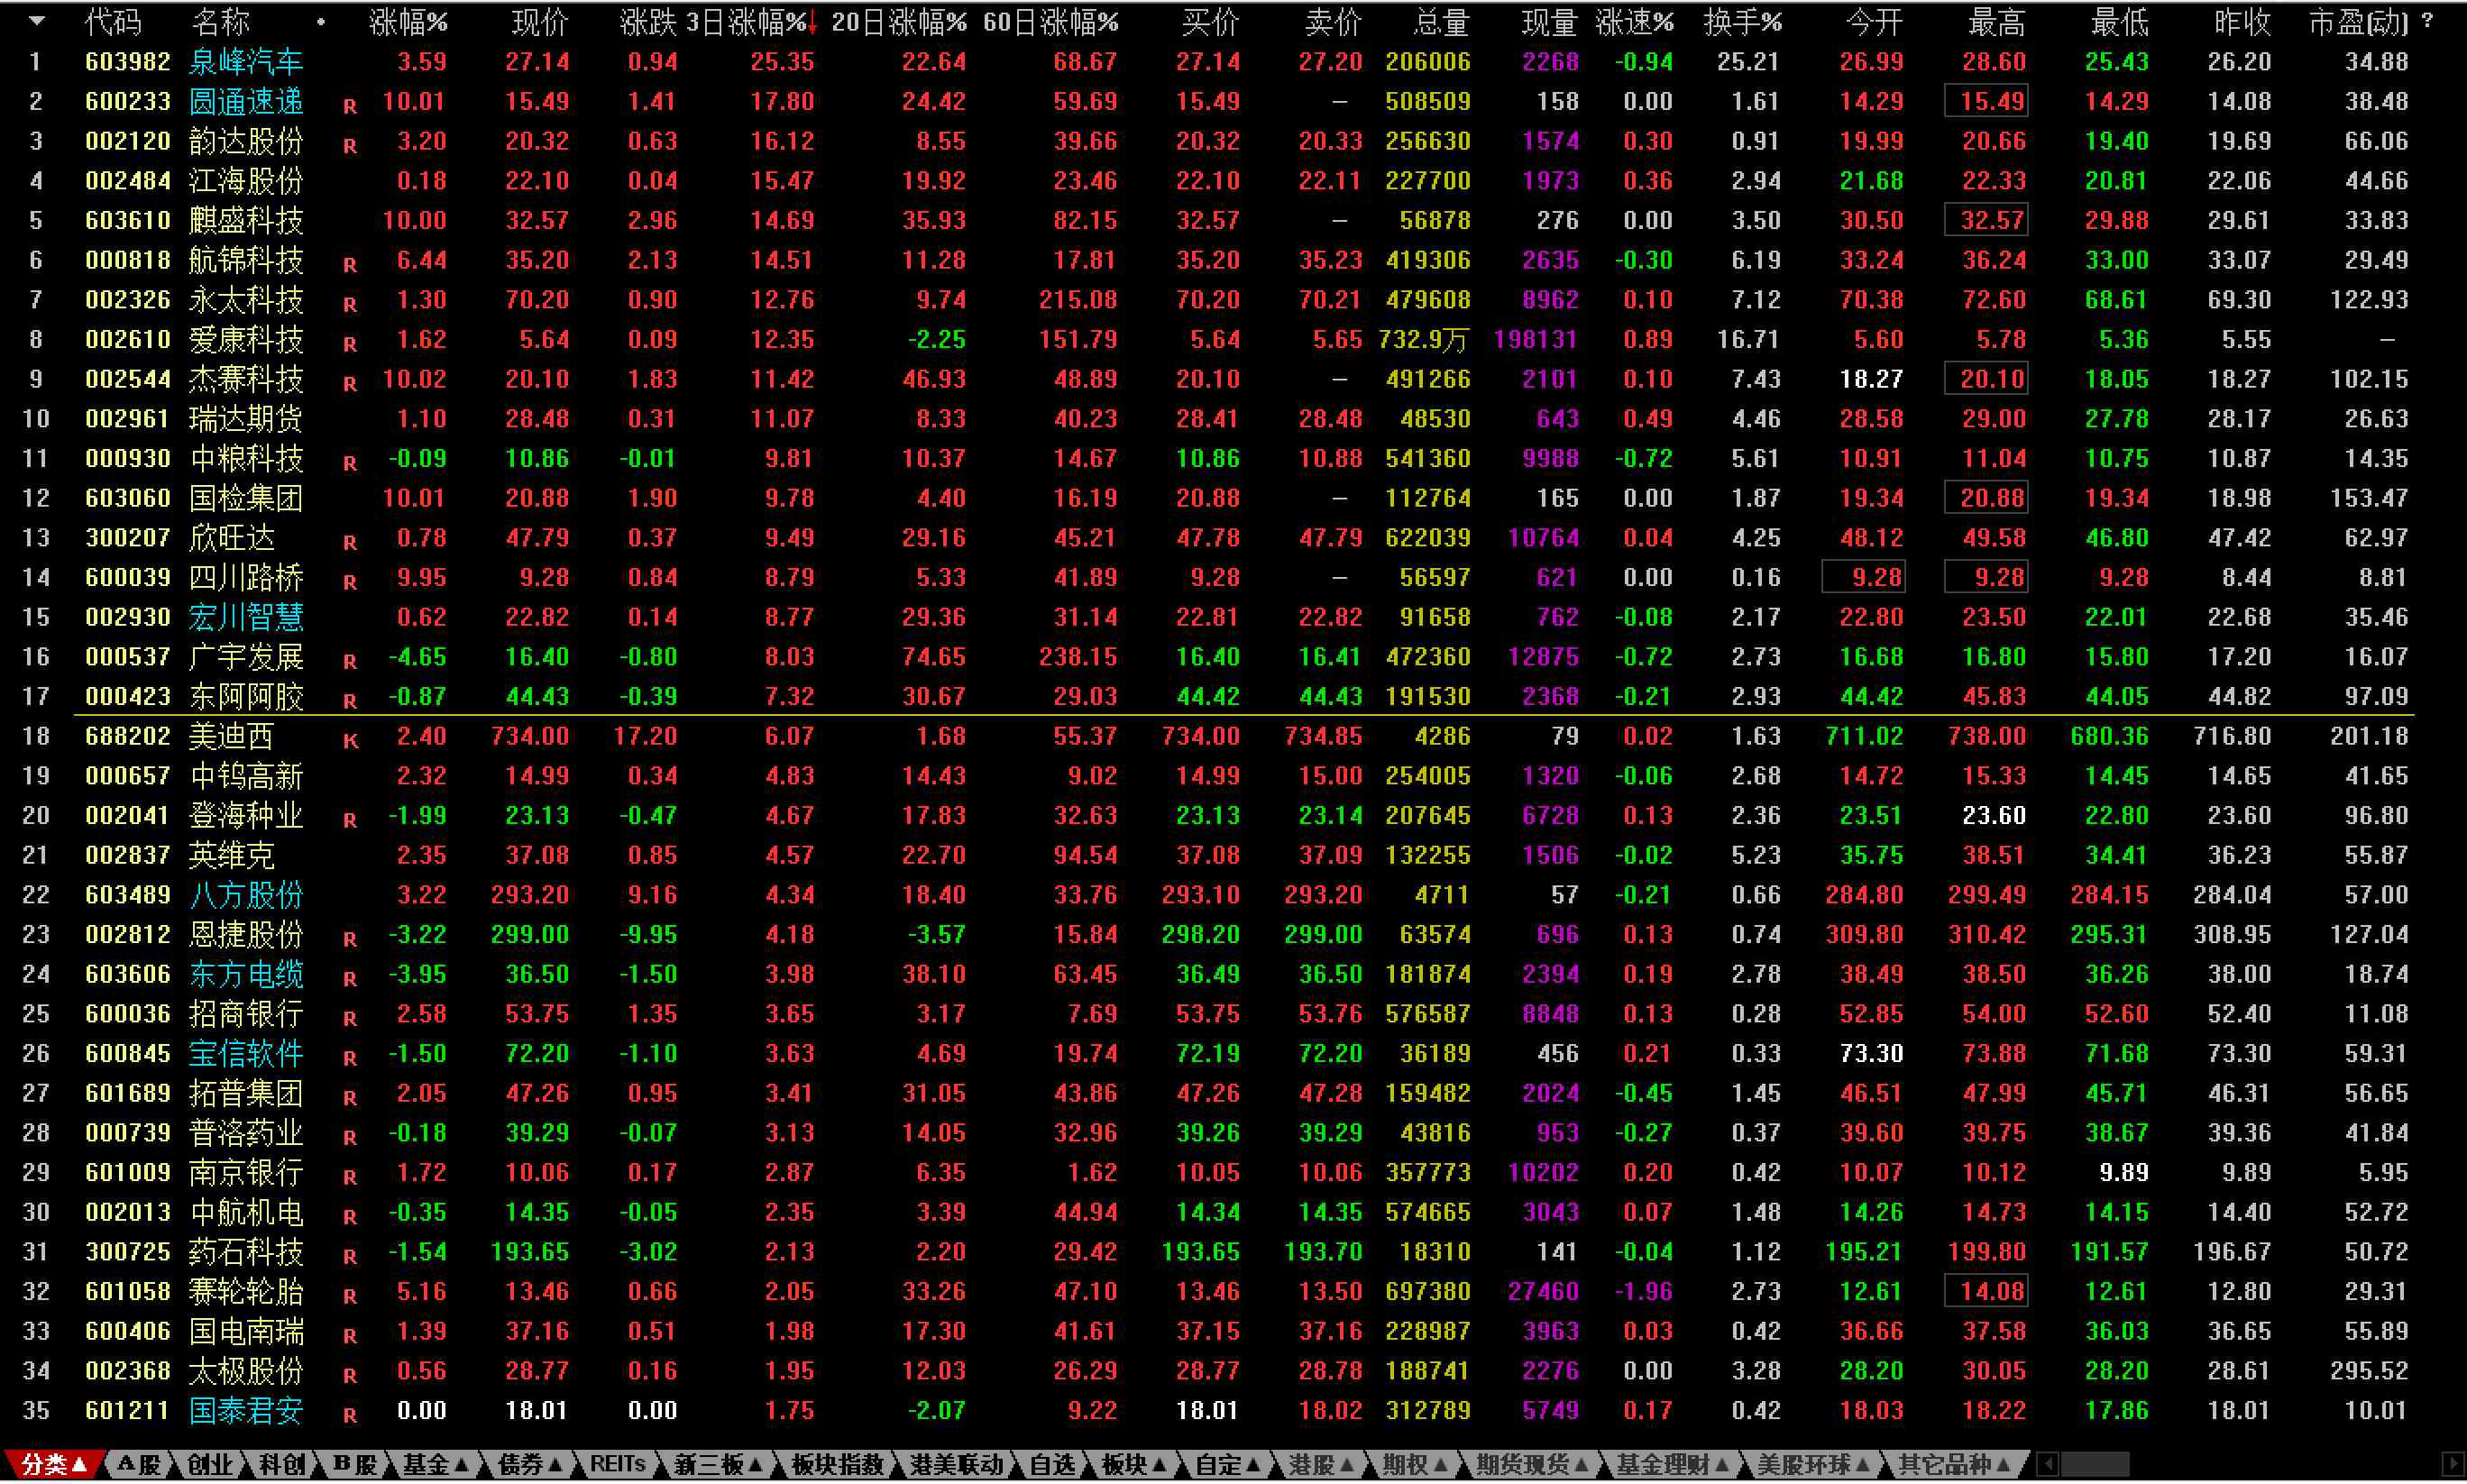 代码 名称 • 涨幅% 现价 涨跌 3日涨幅%↓ 20日涨幅% 60日涨幅% 买价 卖价 总量 现量 涨速% 换手% 今开 最高 最低 昨收 市盈(动) ?
1 603982 泉峰汽车 3.59 27.14 0.94 25.35 22.64 68.67 27.14 27.20 206006 2268 -0.94 25.21 26.99 28.60 25.43 26.20 34.88
2 600233 圆通速递 R 10.01 15.49 1.41 17.80 24.42 59.69 15.49 — 508509 158 0.00 1.61 14.29 15.49 14.29 14.08 38.48
3 002120 韵达股份 R 3.20 20.32 0.63 16.12 8.55 39.66 20.32 20.33 256630 1574 0.30 0.91 19.99 20.66 19.40 19.69 66.06
4 002484 江海股份 0.18 22.10 0.04 15.47 19.92 23.46 22.10 22.11 227700 1973 0.36 2.94 21.68 22.33 20.81 22.06 44.66
5 603610 麒盛科技 10.00 32.57 2.96 14.69 35.93 82.15 32.57 — 56878 276 0.00 3.50 30.50 32.57 29.88 29.61 33.83
6 000818 航锦科技 R 6.44 35.20 2.13 14.51 11.28 17.81 35.20 35.23 419306 2635 -0.30 6.19 33.24 36.24 33.00 33.07 29.49
7 002326 永太科技 R 1.30 70.20 0.90 12.76 9.74 215.08 70.20 70.21 479608 8962 0.10 7.12 70.38 72.60 68.61 69.30 122.93
8 002610 爱康科技 R 1.62 5.64 0.09 12.35 -2.25 151.79 5.64 5.65 732.9万 198131 0.89 16.71 5.60 5.78 5.36 5.55 —
9 002544 杰赛科技 R 10.02 20.10 1.83 11.42 46.93 48.89 20.10 — 491266 2101 0.10 7.43 18.27 20.10 18.05 18.27 102.15
10 002961 瑞达期货 1.10 28.48 0.31 11.07 8.33 40.23 28.41 28.48 48530 643 0.49 4.46 28.58 29.00 27.78 28.17 26.63
11 000930 中粮科技 R -0.09 10.86 -0.01 9.81 10.37 14.67 10.86 10.88 541360 9988 -0.72 5.61 10.91 11.04 10.75 10.87 14.35
12 603060 国检集团 10.01 20.88 1.90 9.78 4.40 16.19 20.88 — 112764 165 0.00 1.87 19.34 20.88 19.34 18.98 153.47
13 300207 欣旺达 R 0.78 47.79 0.37 9.49 29.16 45.21 47.78 47.79 622039 10764 0.04 4.25 48.12 49.58 46.80 47.42 62.97
14 600039 四川路桥 R 9.95 9.28 0.84 8.79 5.33 41.89 9.28 — 56597 621 0.00 0.16 9.28 9.28 9.28 8.44 8.81
15 002930 宏川智慧 0.62 22.82 0.14 8.77 29.36 31.14 22.81 22.82 91658 762 -0.08 2.17 22.80 23.50 22.01 22.68 35.46
16 000537 广宇发展 R -4.65 16.40 -0.80 8.03 74.65 238.15 16.40 16.41 472360 12875 -0.72 2.73 16.68 16.80 15.80 17.20 16.07
17 000423 东阿阿胶 R -0.87 44.43 -0.39 7.32 30.67 29.03 44.42 44.43 191530 2368 -0.21 2.93 44.42 45.83 44.05 44.82 97.09
18 688202 美迪西 K 2.40 734.00 17.20 6.07 1.68 55.37 734.00 734.85 4286 79 0.02 1.63 711.02 738.00 680.36 716.80 201.18
19 000657 中钨高新 2.32 14.99 0.34 4.83 14.43 9.02 14.99 15.00 254005 1320 -0.06 2.68 14.72 15.33 14.45 14.65 41.65
20 002041 登海种业 R -1.99 23.13 -0.47 4.67 17.83 32.63 23.13 23.14 207645 6728 0.13 2.36 23.51 23.60 22.80 23.60 96.80
21 002837 英维克 2.35 37.08 0.85 4.57 22.70 94.54 37.08 37.09 132255 1506 -0.02 5.23 35.75 38.51 34.41 36.23 55.87
22 603489 八方股份 3.22 293.20 9.16 4.34 18.40 33.76 293.10 293.20 4711 57 -0.21 0.66 284.80 299.49 284.15 284.04 57.00
23 002812 恩捷股份 R -3.22 299.00 -9.95 4.18 -3.57 15.84 298.20 299.00 63574 696 0.13 0.74 309.80 310.42 295.31 308.95 127.04
24 603606 东方电缆 R -3.95 36.50 -1.50 3.98 38.10 63.45 36.49 36.50 181874 2394 0.19 2.78 38.49 38.50 36.26 38.00 18.74
25 600036 招商银行 R 2.58 53.75 1.35 3.65 3.17 7.69 53.75 53.76 576587 8848 0.13 0.28 52.85 54.00 52.60 52.40 11.08
26 600845 宝信软件 R -1.50 72.20 -1.10 3.63 4.69 19.74 72.19 72.20 36189 456 0.21 0.33 73.30 73.88 71.68 73.30 59.31
27 601689 拓普集团 R 2.05 47.26 0.95 3.41 31.05 43.86 47.26 47.28 159482 2024 -0.45 1.45 46.51 47.99 45.71 46.31 56.65
28 000739 普洛药业 R -0.18 39.29 -0.07 3.13 14.05 32.96 39.26 39.29 43816 953 -0.27 0.37 39.60 39.75 38.67 39.36 41.84
29 601009 南京银行 R 1.72 10.06 0.17 2.87 6.35 1.62 10.05 10.06 357773 10202 0.20 0.42 10.07 10.12 9.89 9.89 5.95
30 002013 中航机电 R -0.35 14.35 -0.05 2.35 3.39 44.94 14.34 14.35 574665 3043 0.07 1.48 14.26 14.73 14.15 14.40 52.72
31 300725 药石科技 R -1.54 193.65 -3.02 2.13 2.20 29.42 193.65 193.70 18310 141 -0.04 1.12 195.21 199.80 191.57 196.67 50.72
32 601058 赛轮轮胎 R 5.16 13.46 0.66 2.05 33.26 47.10 13.46 13.50 697380 27460 -1.96 2.73 12.61 14.08 12.61 12.80 29.31
33 600406 国电南瑞 R 1.39 37.16 0.51 1.98 17.30 41.61 37.15 37.16 228987 3963 0.03 0.42 36.66 37.58 36.03 36.65 55.89
34 002368 太极股份 R 0.56 28.77 0.16 1.95 12.03 26.29 28.77 28.78 188741 2276 0.00 3.28 28.20 30.05 28.20 28.61 295.52
35 601211 国泰君安 R 0.00 18.01 0.00 1.75 -2.07 9.22 18.01 18.02 312789 5749 0.17 0.42 18.03 18.22 17.86 18.01 10.01
分类▲ A股 创业 科创 B股 基金▲ 债券▲ REITs 新三板▲ 板块指数 港美联动 自选 板块▲ 自定▲ 港股▲ 期权▲ 期货现货▲ 基金理财▲ 美股环球▲ 其它品种▲